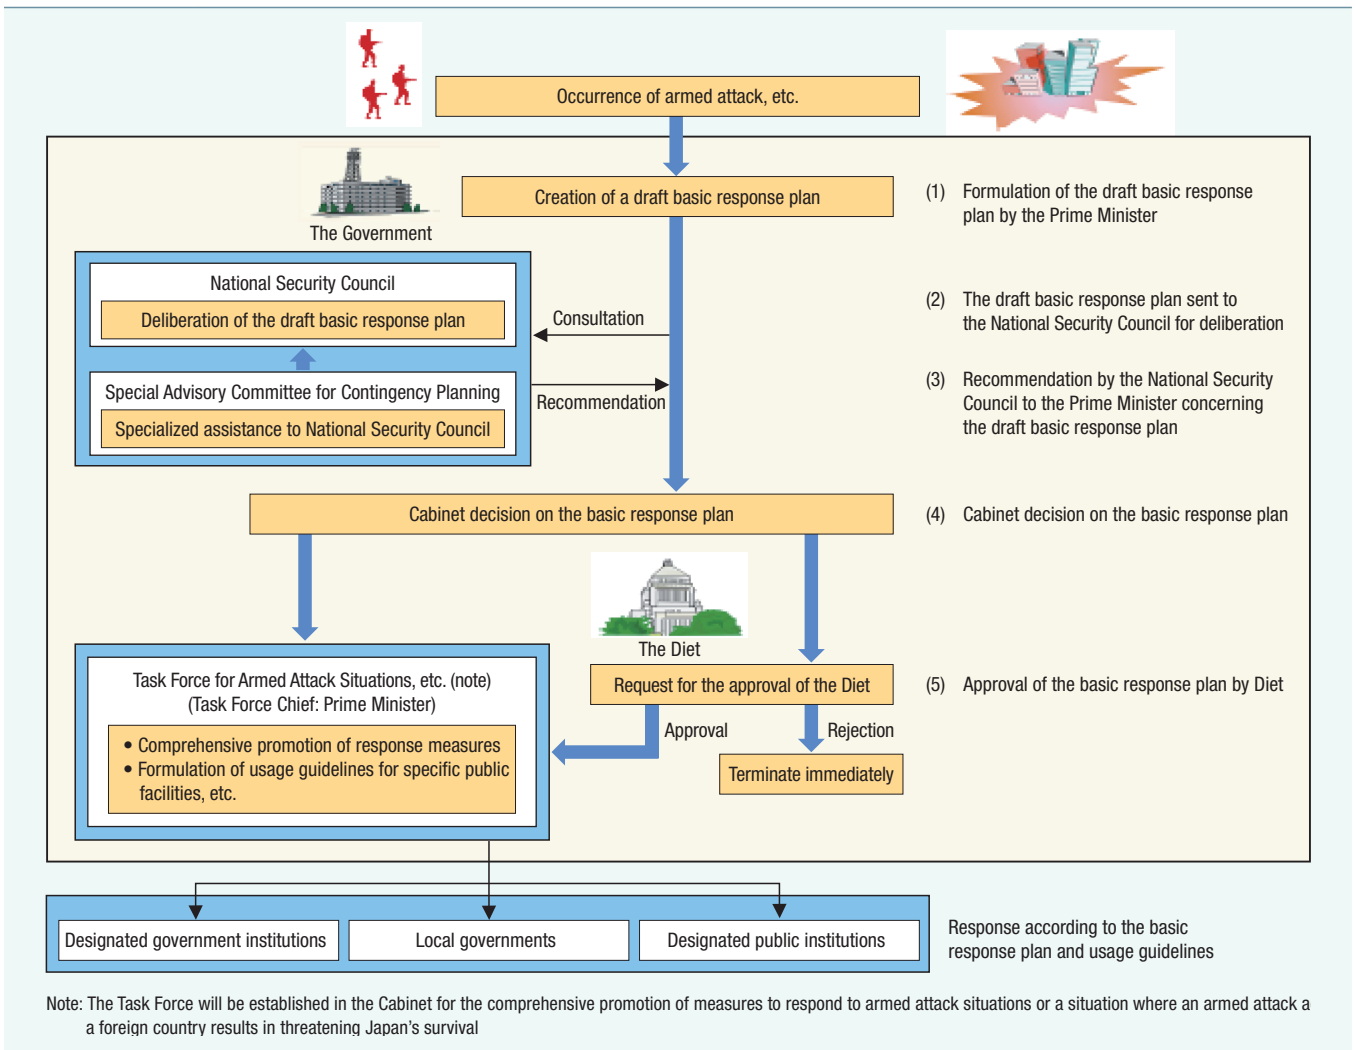 Occurrence of armed attack, etc.
Creation of a draft basic response plan
(1) Formulation of the draft basic response
plan by the Prime Minister
The Government
National Security Council
Deliberation of the draft basic response plan
Consultation
(2) The draft basic response plan sent to
the National Security Council for deliberation
Special Advisory Committee for Contingency Planning
Specialized assistance to National Security Council
Recommendation
(3) Recommendation by the National Security
Council to the Prime Minister concerning
the draft basic response plan
Cabinet decision on the basic response plan
(4) Cabinet decision on the basic response plan
The Diet
Task Force for Armed Attack Situations, etc. (note)
(Task Force Chief: Prime Minister)
• Comprehensive promotion of response measures
• Formulation of usage guidelines for specific public
facilities, etc.
Request for the approval of the Diet
(5) Approval of the basic response plan by Diet
Approval
Rejection
Terminate immediately
Designated government institutions
Local governments
Designated public institutions
Response according to the basic
response plan and usage guidelines
Note: The Task Force will be established in the Cabinet for the comprehensive promotion of measures to respond to armed attack situations or a situation where an armed attack a
a foreign country results in threatening Japan's survival